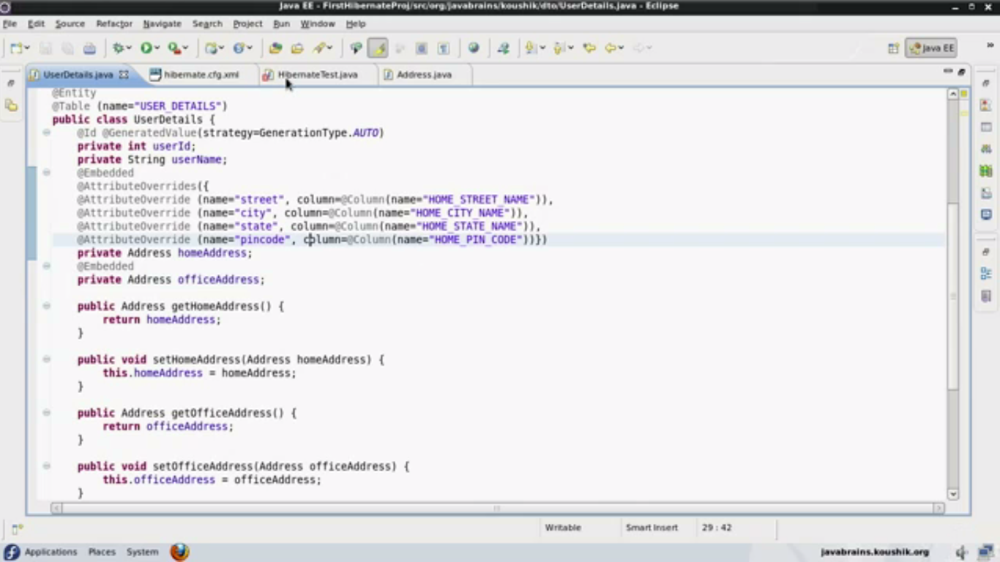 Java EE - FirstHibernateProj/src/org/javabrains/koushik/dto/UserDetails.java - Eclipse
File Edit Source Refactor Navigate Search Project Run Window Help
Java EE
UserDetails.java hibernate.cfg.xml HibernateTest.java Address.java
@Entity
@Table (name="USER_DETAILS")
public class UserDetails {
@Id @GeneratedValue(strategy=GenerationType.AUTO)
private int userId;
private String userName;
@Embedded
@AttributeOverrides({
@AttributeOverride (name="street", column=@Column(name="HOME_STREET_NAME")),
@AttributeOverride (name="city", column=@Column(name="HOME_CITY_NAME")),
@AttributeOverride (name="state", column=@Column(name="HOME_STATE_NAME")),
@AttributeOverride (name="pincode", column=@Column(name="HOME_PIN_CODE"))})
private Address homeAddress;
@Embedded
private Address officeAddress;
public Address getHomeAddress() {
return homeAddress;
}
public void setHomeAddress(Address homeAddress) {
this.homeAddress = homeAddress;
}
public Address getOfficeAddress() {
return officeAddress;
}
public void setOfficeAddress(Address officeAddress) {
this.officeAddress = officeAddress;
}
Writable Smart Insert 29 : 42
Applications Places System javabrains.koushik.org